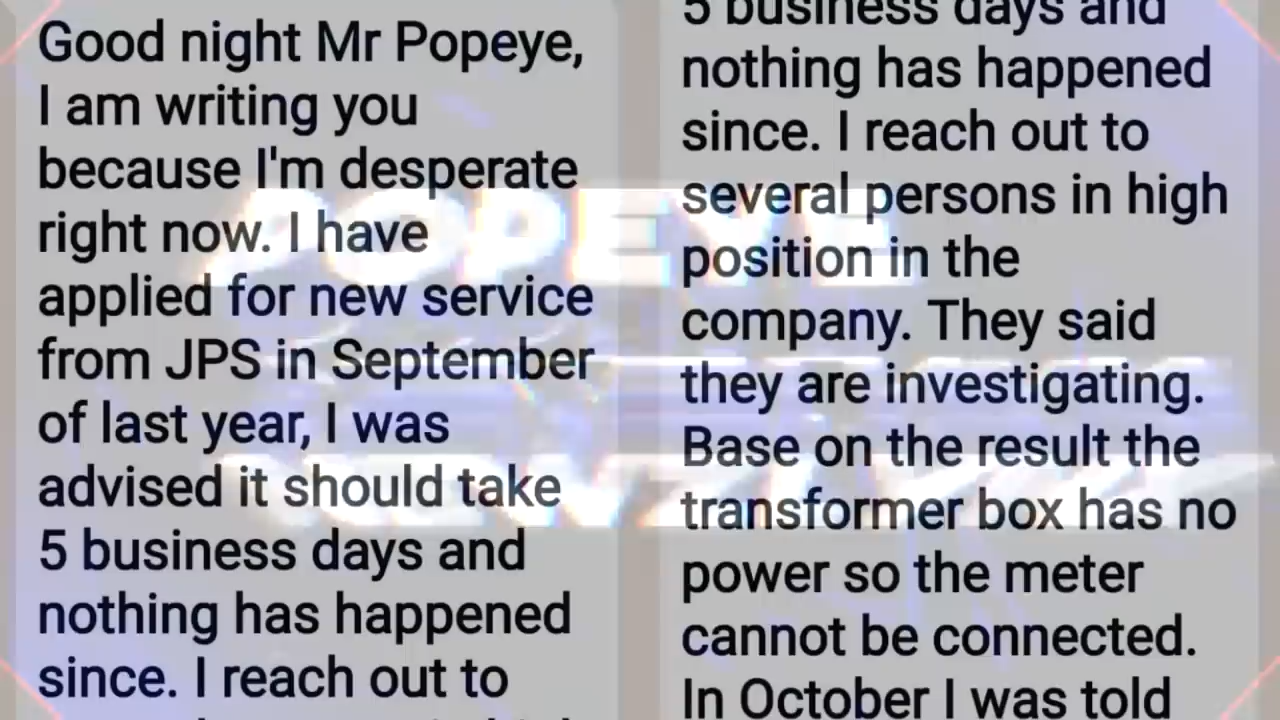 Good night Mr Popeye,
I am writing you
because I'm desperate
right now. I have
applied for new service
from JPS in September
of last year, I was
advised it should take
5 business days and
nothing has happened
since. I reach out to
5 business days and
nothing has happened
since. I reach out to
several persons in high
position in the
company. They said
they are investigating.
Base on the result the
transformer box has no
power so the meter
cannot be connected.
In October I was told
POPEYE